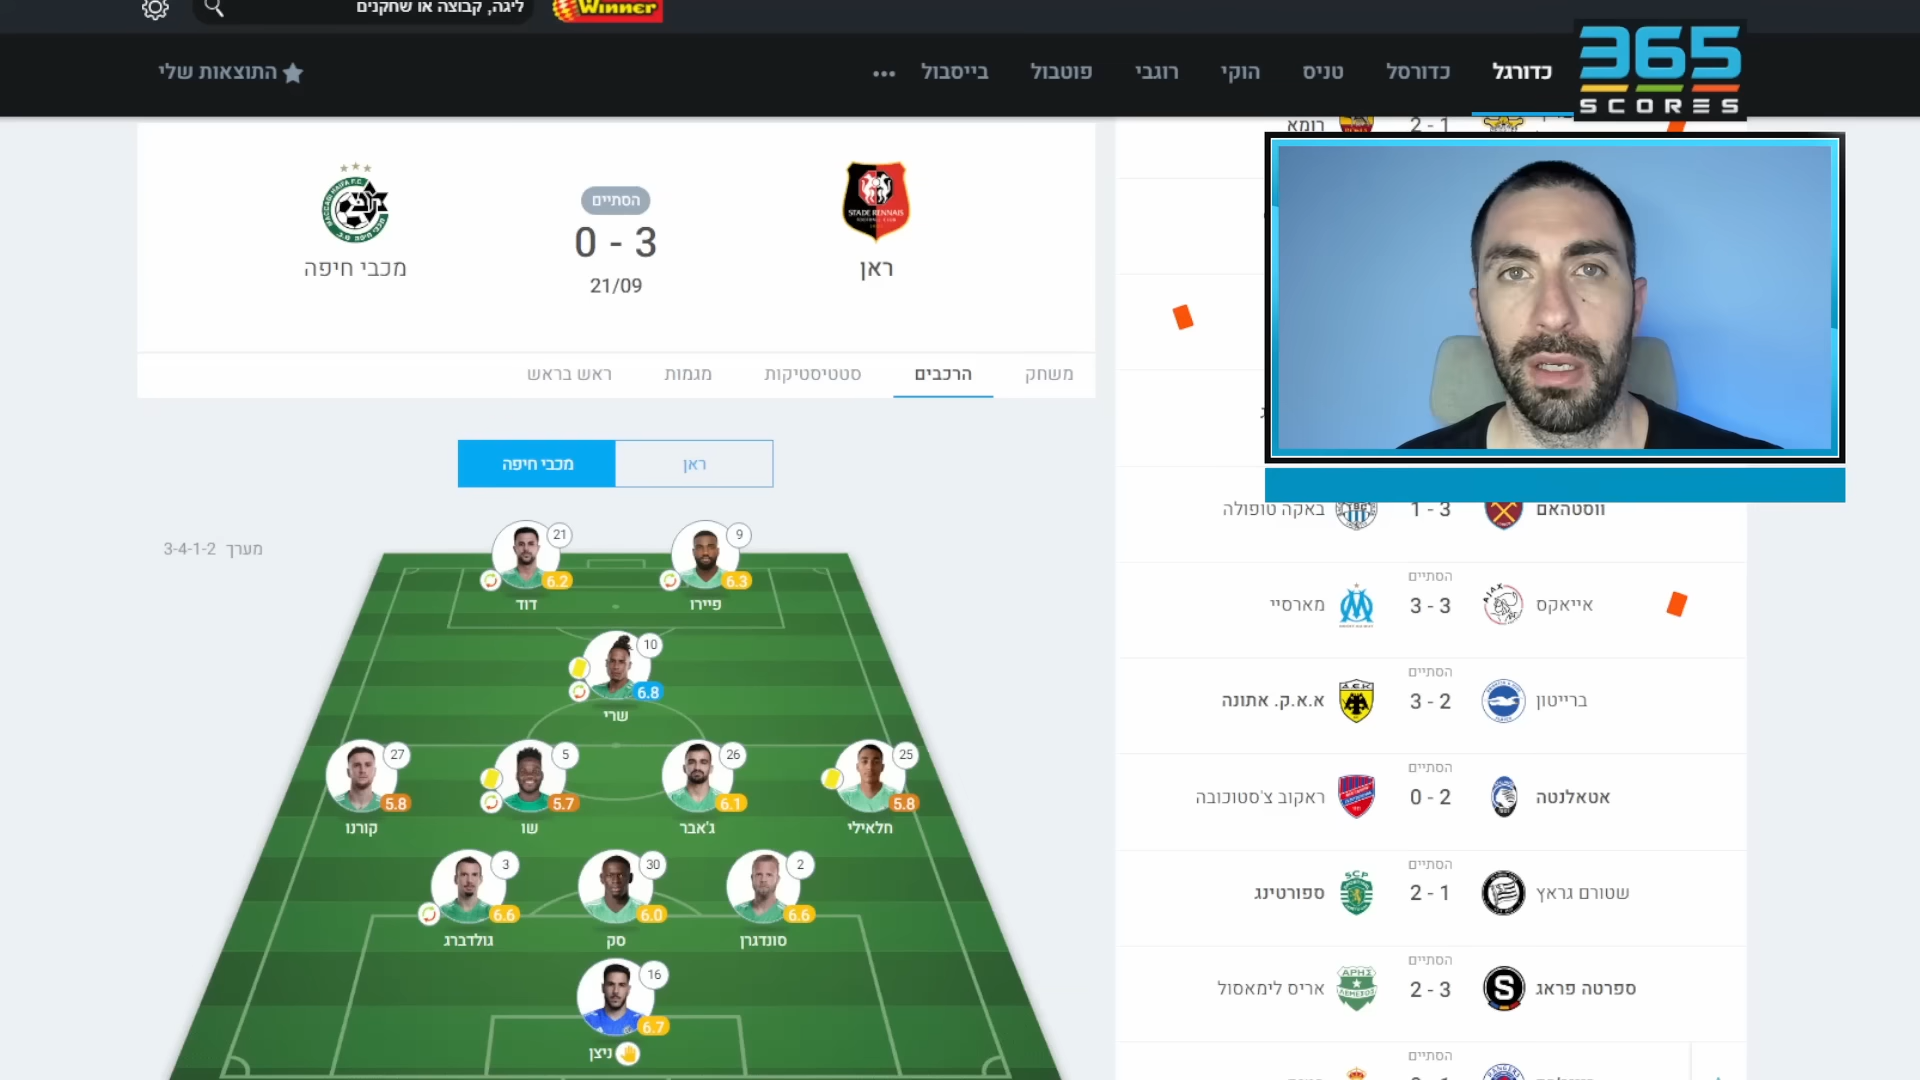 ליגה, קבוצה או שחקנים
Winner
365
SCORES
כדורגל
כדורסל
טניס
הוקי
רוגבי
פוטבול
בייסבול
•••
התוצאות שלי
STADE RENNAIS
ראן
הסתיים
0 - 3
21/09
מכבי חיפה
משחק
הרכבים
סטטיסטיקות
מגמות
ראש בראש
ראן
מכבי חיפה
מערך 3-4-1-2
21
6.2
דוד
9
6.3
פיירו
10
6.8
שרי
27
5.8
קורנו
5
5.7
שו
26
6.1
ג'אבר
25
5.8
חלאילי
3
6.6
גולדברג
30
6.0
סק
2
6.6
סונדגרן
16
6.7
ניצן
2 - 1
רומא
ווסטהאם
1 - 3
באקה טופולה
הסתיים
אייאקס
3 - 3
מארסיי
הסתיים
ברייטון
3 - 2
א.א.ק. אתונה
הסתיים
אטאלנטה
0 - 2
ראקוב צ'סטוכובה
הסתיים
שטורם גראץ
2 - 1
ספורטינג
הסתיים
ספרטה פראג
2 - 3
אריס לימאסול
הסתיים